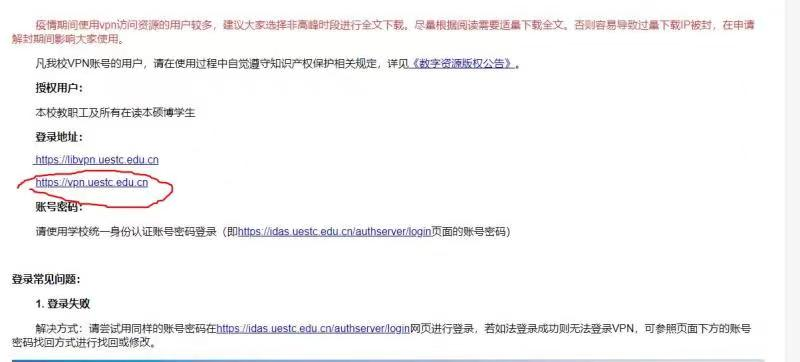 疫情期间使用vpn访问资源的用户较多，建议大家选择非高峰时段进行全文下载。尽量根据阅读需要适量下载全文。否则容易导致过量下载IP被封，在申请
解封期间影响大家使用。
凡我校VPN账号的用户，请在使用过程中自觉遵守知识产权保护相关规定，详见《数字资源版权公告》。
授权用户：
本校教职工及所有在读本硕博学生
登录地址：
https://libvpn.uestc.edu.cn
https://vpn.uestc.edu.cn
账号密码：
请使用学校统一身份认证账号密码登录（即https://idas.uestc.edu.cn/authserver/login页面的账号密码）
登录常见问题：
1. 登录失败
解决方式：请尝试用同样的账号密码在https://idas.uestc.edu.cn/authserver/login网页进行登录，若如法登录成功则无法登录VPN，可参照页面下方的账号
密码找回方式进行找回或修改。